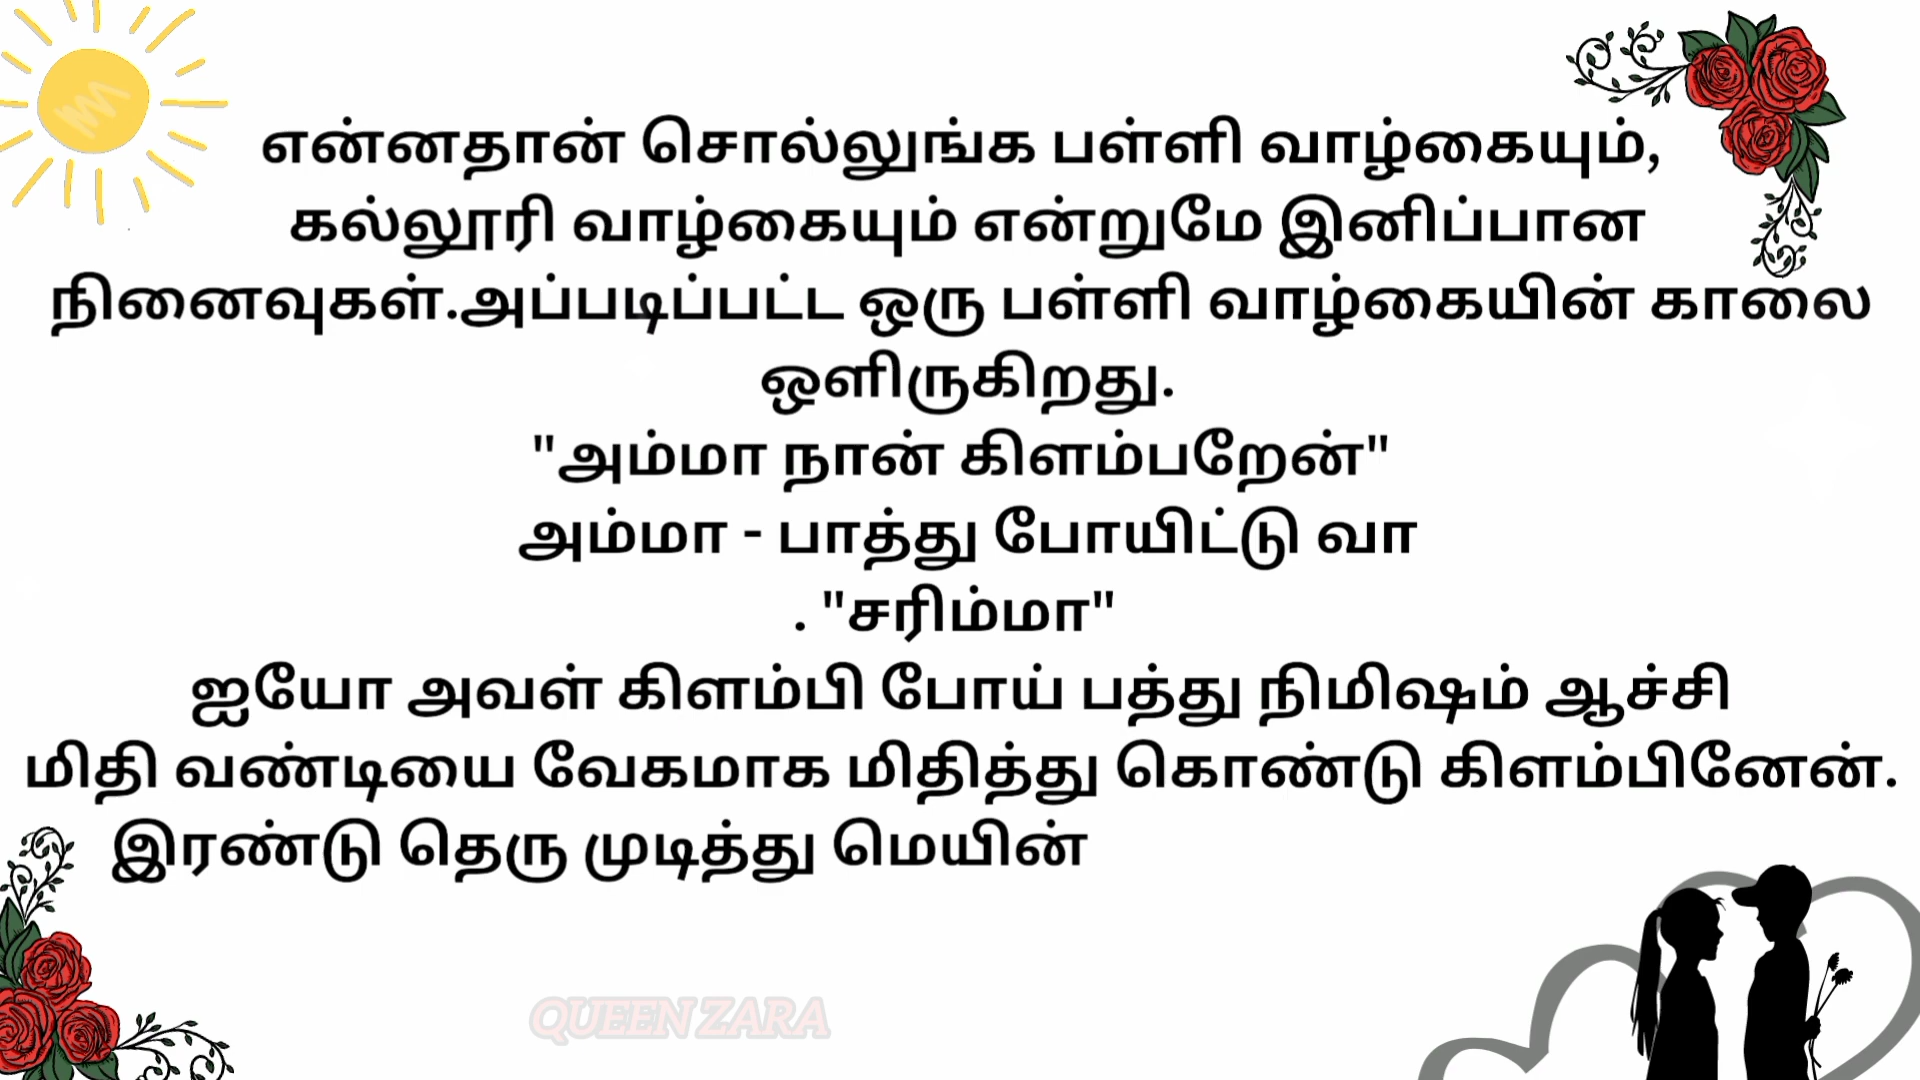 என்னதான் சொல்லுங்க பள்ளி வாழ்கையும்,
கல்லூரி வாழ்கையும் என்றுமே இனிப்பான
நினைவுகள்.அப்படிப்பட்ட ஒரு பள்ளி வாழ்கையின் காலை
ஒளிருகிறது.
"அம்மா நான் கிளம்பறேன்"
அம்மா - பாத்து போயிட்டு வா
. "சரிம்மா"
ஐயோ அவள் கிளம்பி போய் பத்து நிமிஷம் ஆச்சி
மிதி வண்டியை வேகமாக மிதித்து கொண்டு கிளம்பினேன்.
இரண்டு தெரு முடித்து மெயின்
QUEEN ZARA